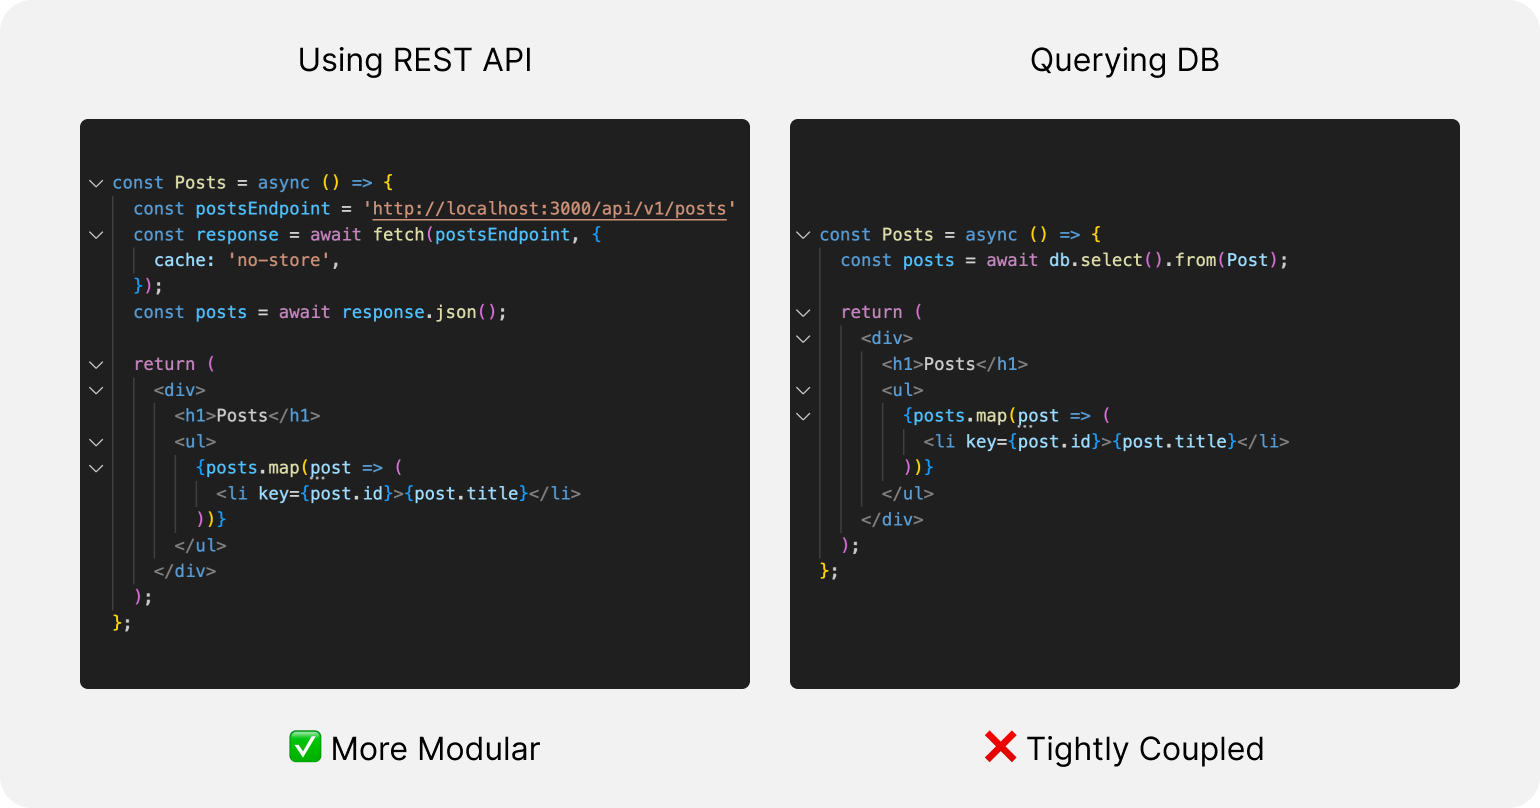 Using REST API
const Posts = async () => {
  const postsEndpoint = 'http://localhost:3000/api/v1/posts'
  const response = await fetch(postsEndpoint, {
    cache: 'no-store',
  });
  const posts = await response.json();
  return (
    <div>
      <h1>Posts</h1>
      <ul>
        {posts.map(post => (
          <li key={post.id}>{post.title}</li>
        ))}
      </ul>
    </div>
  );
};
✅ More Modular
Querying DB
const Posts = async () => {
  const posts = await db.select().from(Post);
  return (
    <div>
      <h1>Posts</h1>
      <ul>
        {posts.map(post => (
          <li key={post.id}>{post.title}</li>
        ))}
      </ul>
    </div>
  );
};
❌ Tightly Coupled